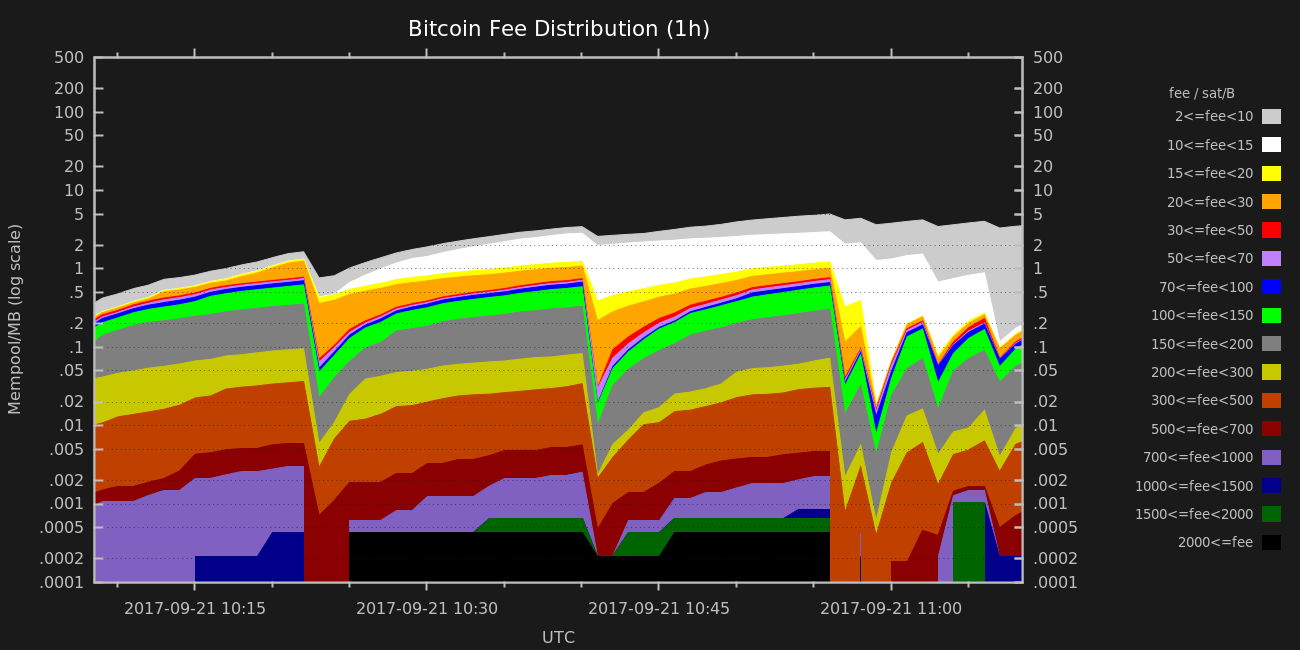 Bitcoin Fee Distribution (1h)
500 500
200 200
100 100
50 50
20 20
10 10
5 5
2 2
1 1
.5 .5
.2 .2
.1 .1
.05 .05
.02 .02
.01 .01
.005 .005
.002 .002
.001 .001
.0005 .0005
.0002 .0002
.0001 .0001
Mempool/MB (log scale)
2017-09-21 10:15 2017-09-21 10:30 2017-09-21 10:45 2017-09-21 11:00
UTC
fee / sat/B
2<=fee<10
10<=fee<15
15<=fee<20
20<=fee<30
30<=fee<50
50<=fee<70
70<=fee<100
100<=fee<150
150<=fee<200
200<=fee<300
300<=fee<500
500<=fee<700
700<=fee<1000
1000<=fee<1500
1500<=fee<2000
2000<=fee